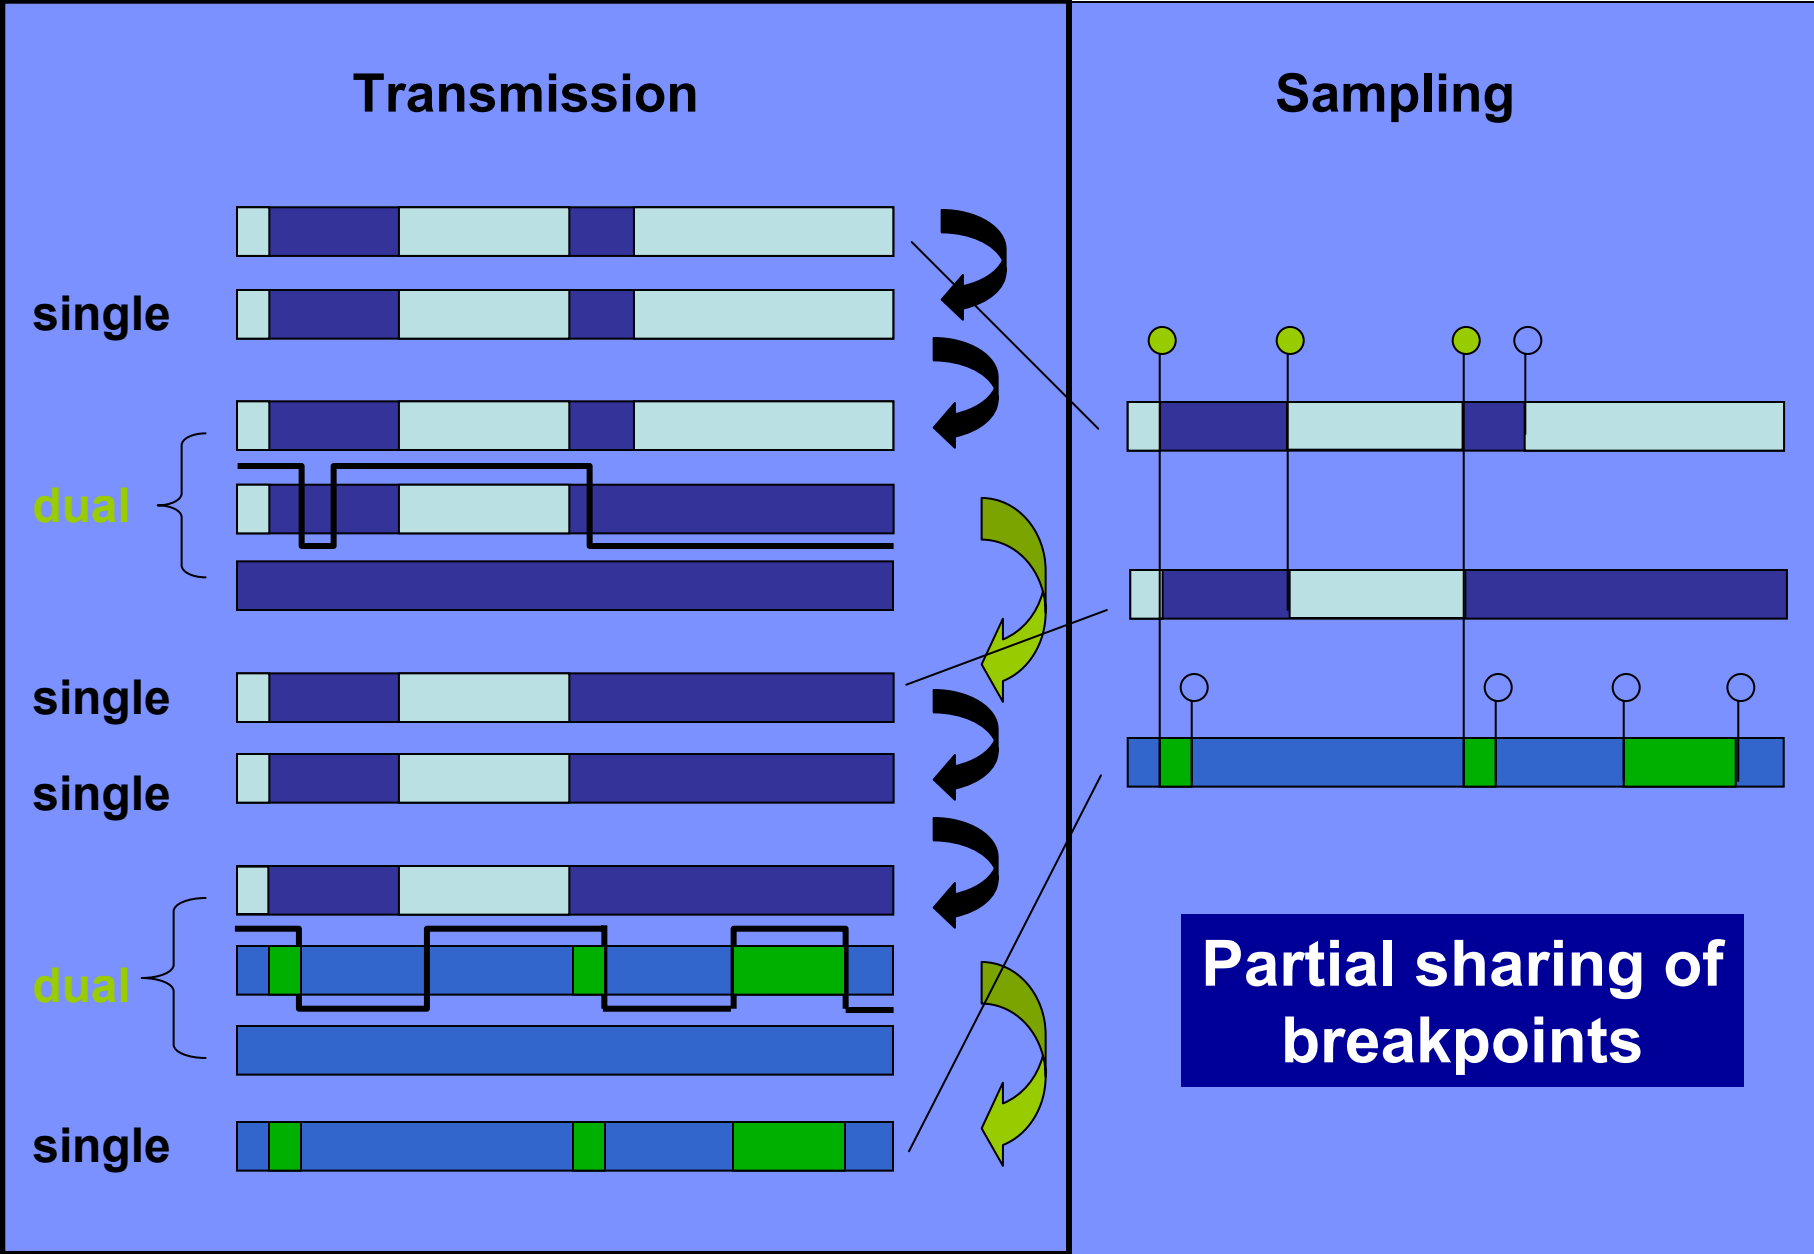 Transmission
Sampling
single
dual
single
single
dual
single
Partial sharing of
breakpoints